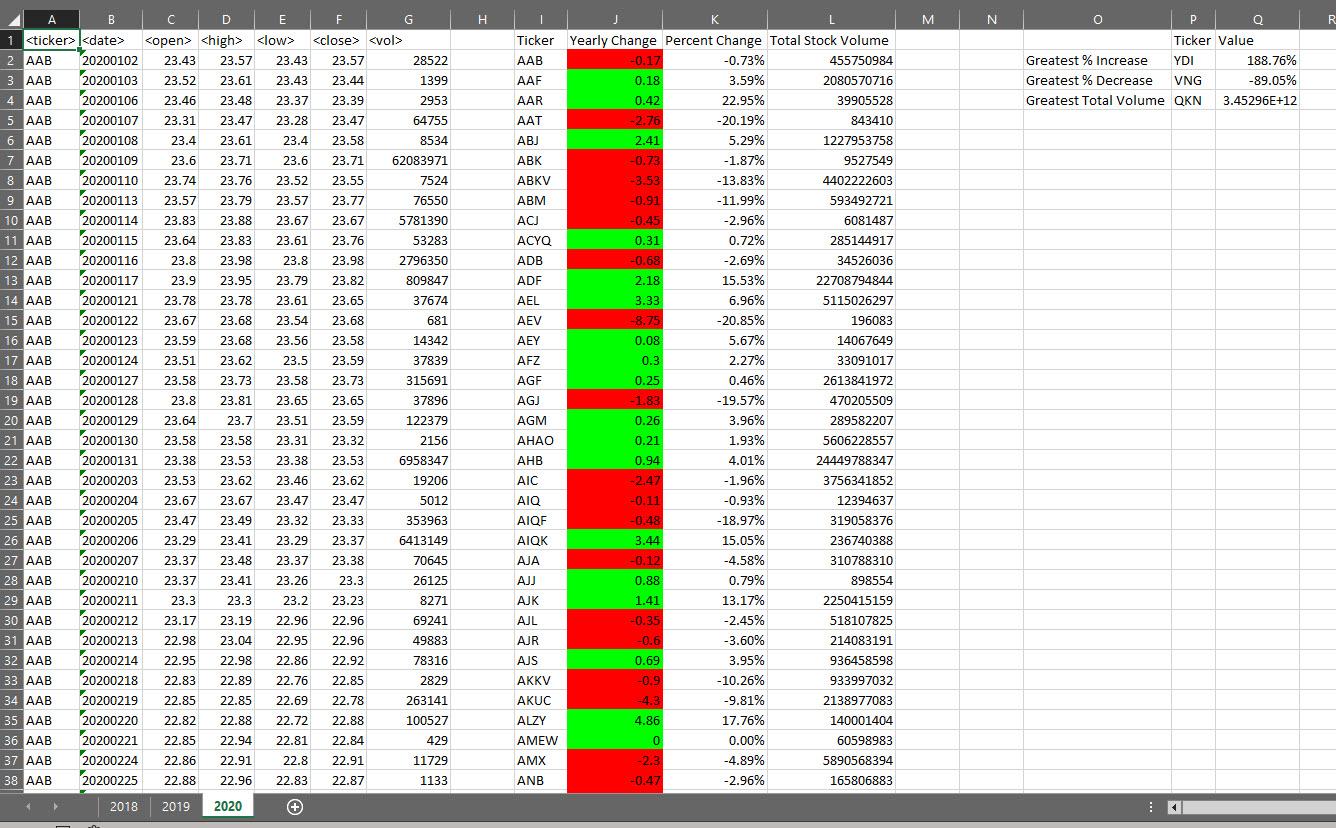 A B C D E F G H I J K L M N O P Q R
1 <ticker> <date> <open> <high> <low> <close> <vol> Ticker Yearly Change Percent Change Total Stock Volume Ticker Value
2 AAB 20200102 23.43 23.57 23.43 23.57 28522 AAB -0.17 -0.73% 455750984 Greatest % Increase YDI 188.76%
3 AAB 20200103 23.52 23.61 23.43 23.44 1399 AAF 0.18 3.59% 2080570716 Greatest % Decrease VNG -89.05%
4 AAB 20200106 23.46 23.48 23.37 23.39 2953 AAR 0.42 22.95% 39905528 Greatest Total Volume QKN 3.45296E+12
5 AAB 20200107 23.31 23.47 23.28 23.47 64755 AAT -2.76 -20.19% 843410
6 AAB 20200108 23.4 23.61 23.4 23.58 8534 ABJ 2.41 5.29% 1227953758
7 AAB 20200109 23.6 23.71 23.6 23.71 62083971 ABK -0.73 -1.87% 9527549
8 AAB 20200110 23.74 23.76 23.52 23.55 7524 ABKV -3.53 -13.83% 4402222603
9 AAB 20200113 23.57 23.79 23.57 23.77 76550 ABM -0.91 -11.99% 593492721
10 AAB 20200114 23.83 23.88 23.67 23.67 5781390 ACJ -0.45 -2.96% 6081487
11 AAB 20200115 23.64 23.83 23.61 23.76 53283 ACYQ 0.31 0.72% 285144917
12 AAB 20200116 23.8 23.98 23.8 23.98 2796350 ADB -0.68 -2.69% 34526036
13 AAB 20200117 23.9 23.95 23.79 23.82 809847 ADF 2.18 15.53% 22708794844
14 AAB 20200121 23.78 23.78 23.61 23.65 37674 AEL 3.33 6.96% 5115026297
15 AAB 20200122 23.67 23.68 23.54 23.68 681 AEV -8.75 -20.85% 196083
16 AAB 20200123 23.59 23.68 23.56 23.58 14342 AEY 0.08 5.67% 14067649
17 AAB 20200124 23.51 23.62 23.5 23.59 37839 AFZ 0.3 2.27% 33091017
18 AAB 20200127 23.58 23.73 23.58 23.73 315691 AGF 0.25 0.46% 2613841972
19 AAB 20200128 23.8 23.81 23.65 23.65 37896 AGJ -1.83 -19.57% 470205509
20 AAB 20200129 23.64 23.7 23.51 23.59 122379 AGM 0.26 3.96% 289582207
21 AAB 20200130 23.58 23.58 23.31 23.32 2156 AHAO 0.21 1.93% 5606228557
22 AAB 20200131 23.38 23.53 23.38 23.53 6958347 AHB 0.94 4.01% 24449788347
23 AAB 20200203 23.53 23.62 23.46 23.62 19206 AIC -2.47 -1.96% 3756341852
24 AAB 20200204 23.67 23.67 23.47 23.47 5012 AIQ -0.11 -0.93% 12394637
25 AAB 20200205 23.47 23.49 23.32 23.33 353963 AIQF -0.48 -18.97% 319058376
26 AAB 20200206 23.29 23.41 23.29 23.37 6413149 AIQK 3.44 15.05% 236740388
27 AAB 20200207 23.37 23.48 23.37 23.38 70645 AJA -0.12 -4.58% 310788310
28 AAB 20200210 23.37 23.41 23.26 23.3 26125 AJJ 0.88 0.79% 898554
29 AAB 20200211 23.3 23.3 23.2 23.23 8271 AJK 1.41 13.17% 2250415159
30 AAB 20200212 23.17 23.19 22.96 22.96 69241 AJL -0.35 -2.45% 518107825
31 AAB 20200213 22.98 23.04 22.95 22.96 49883 AJR -0.6 -3.60% 214083191
32 AAB 20200214 22.95 22.98 22.86 22.92 78316 AJS 0.69 3.95% 936458598
33 AAB 20200218 22.83 22.89 22.76 22.85 2829 AKKV -0.9 -10.26% 933997032
34 AAB 20200219 22.85 22.85 22.69 22.78 263141 AKUC -4.3 -9.81% 2138977083
35 AAB 20200220 22.82 22.88 22.72 22.88 100527 ALZY 4.86 17.76% 140001404
36 AAB 20200221 22.85 22.94 22.81 22.84 429 AMEW 0 0.00% 60598983
37 AAB 20200224 22.86 22.91 22.8 22.91 11729 AMX -2.3 -4.89% 5890568394
38 AAB 20200225 22.88 22.96 22.83 22.87 1133 ANB -0.47 -2.96% 165806883
2018 2019 2020